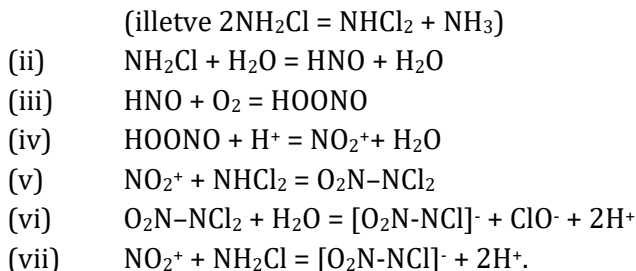 (illetve 2NH₂Cl = NHCl₂ + NH₃)
(ii) NH₂Cl + H₂O = HNO + H₂O
(iii) HNO + O₂ = HOONO
(iv) HOONO + H⁺ = NO₂⁺+ H₂O
(v) NO₂⁺ + NHCl₂ = O₂N–NCl₂
(vi) O₂N–NCl₂ + H₂O = [O₂N-NCl]⁻ + ClO⁻ + 2H⁺
(vii) NO₂⁺ + NH₂Cl = [O₂N-NCl]⁻ + 2H⁺.